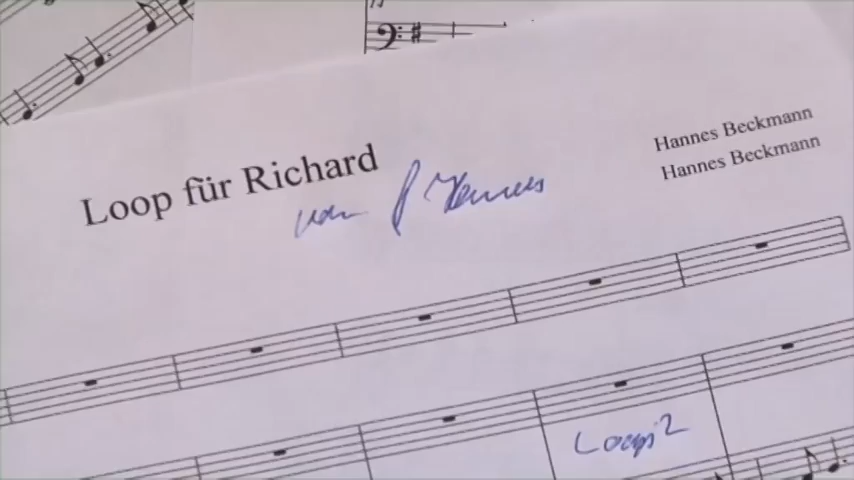 Loop für Richard
von Hannes
Hannes Beckmann
Hannes Beckmann
Loop 2